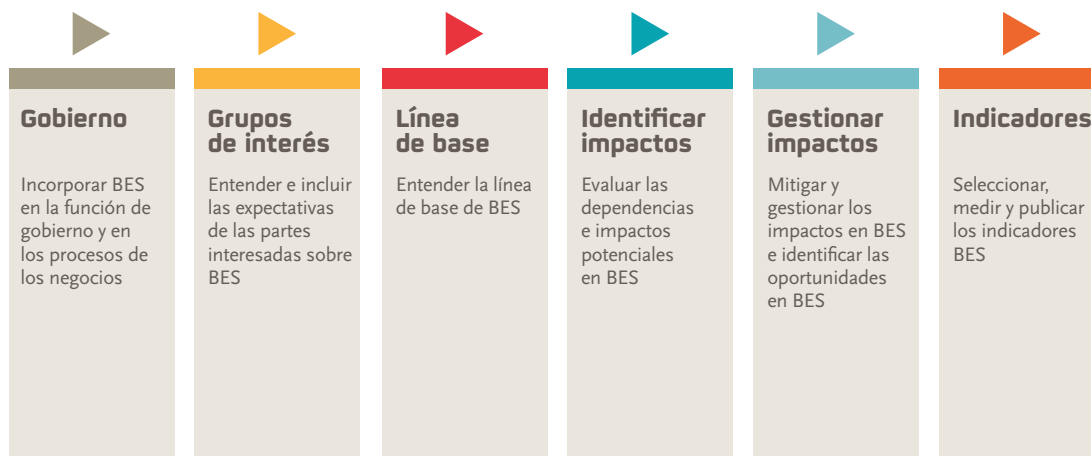 Gobierno
Incorporar BES
en la función de
gobierno y en
los procesos de
los negocios
Grupos
de interés
Entender e incluir
las expectativas
de las partes
interesadas sobre
BES
Línea
de base
Entender la línea
de base de BES
Identificar
impactos
Evaluar las
dependencias
e impactos
potenciales
en BES
Gestionar
impactos
Mitigar y
gestionar los
impactos en BES
e identificar las
oportunidades
en BES
Indicadores
Seleccionar,
medir y publicar
los indicadores
BES